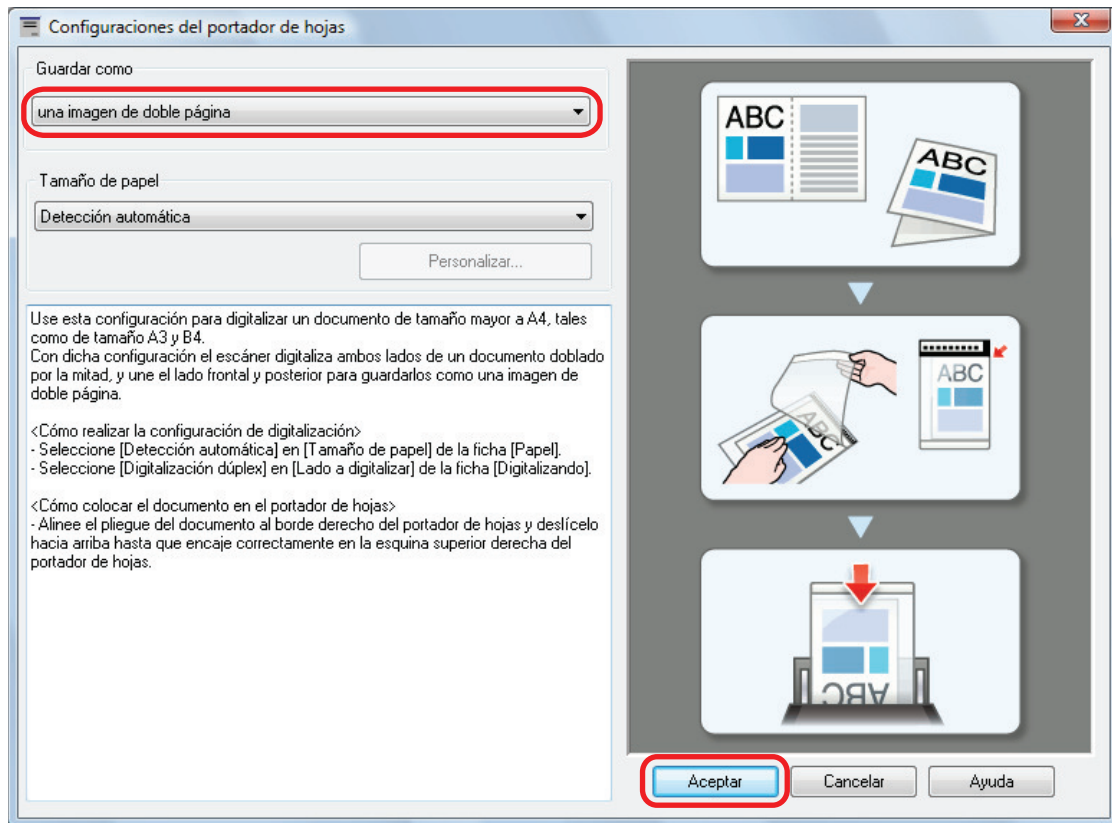 Configuraciones del portador de hojas
Guardar como
una imagen de doble página
Tamaño de papel
Detección automática
Personalizar...
Use esta configuración para digitalizar un documento de tamaño mayor a A4, tales
como de tamaño A3 y B4.
Con dicha configuración el escáner digitaliza ambos lados de un documento doblado
por la mitad, y une el lado frontal y posterior para guardarlos como una imagen de
doble página.
<Cómo realizar la configuración de digitalización>
- Seleccione [Detección automática] en [Tamaño de papel] de la ficha [Papel].
- Seleccione [Digitalización dúplex] en [Lado a digitalizar] de la ficha [Digitalizando].
<Cómo colocar el documento en el portador de hojas>
- Alinee el pliegue del documento al borde derecho del portador de hojas y deslícelo
hacia arriba hasta que encaje correctamente en la esquina superior derecha del
portador de hojas.
ABC
ABC
ABC
ABC
ABC
Aceptar
Cancelar
Ayuda